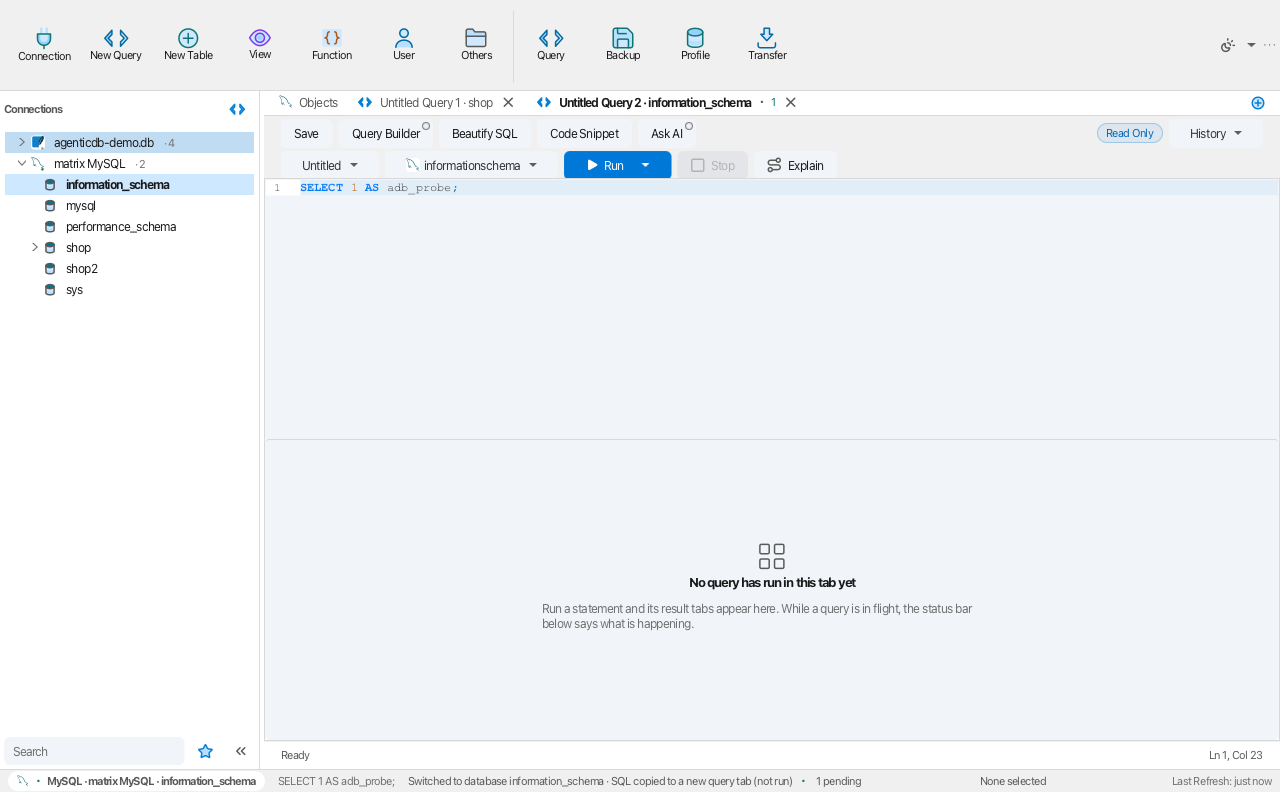 Connection
New Query
New Table
View
Function
User
Others
Query
Backup
Profile
Transfer
Connections
agenticdb-demo.db · 4
matrix MySQL · 2
information_schema
mysql
performance_schema
shop
shop2
sys
Search
Objects
Untitled Query 1 · shop
Untitled Query 2 · information_schema · 1
Save
Query Builder
Beautify SQL
Code Snippet
Ask AI
Read Only
History
Untitled
informationschema
Run
Stop
Explain
1 SELECT 1 AS adb_probe;
No query has run in this tab yet
Run a statement and its result tabs appear here. While a query is in flight, the status bar
below says what is happening.
Ready
Ln 1, Col 23
• MySQL · matrix MySQL · information_schema
SELECT 1 AS adb_probe;
Switched to database information_schema · SQL copied to a new query tab (not run) • 1 pending
None selected
Last Refresh: just now